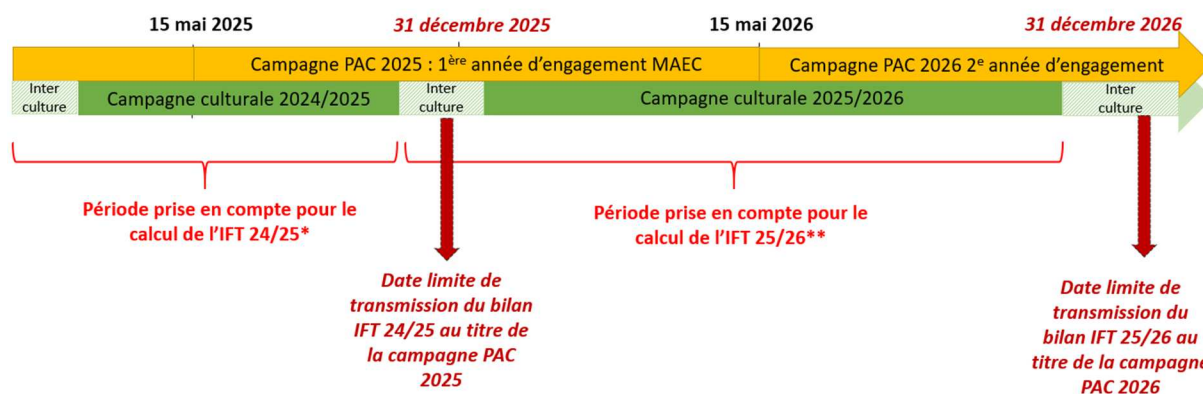 15 mai 2025
31 décembre 2025
15 mai 2026
31 décembre 2026
Campagne PAC 2025 : 1ère année d'engagement MAEC
Campagne PAC 2026 2e année d'engagement
Inter
culture
Campagne culturale 2024/2025
Inter
culture
Campagne culturale 2025/2026
Inter
culture
Période prise en compte pour le
calcul de l'IFT 24/25*
Période prise en compte pour le
calcul de l'IFT 25/26**
Date limite de
transmission du bilan
IFT 24/25 au titre de
la campagne PAC
2025
Date limite de
transmission du
bilan IFT 25/26 au
titre de la campagne
PAC 2026